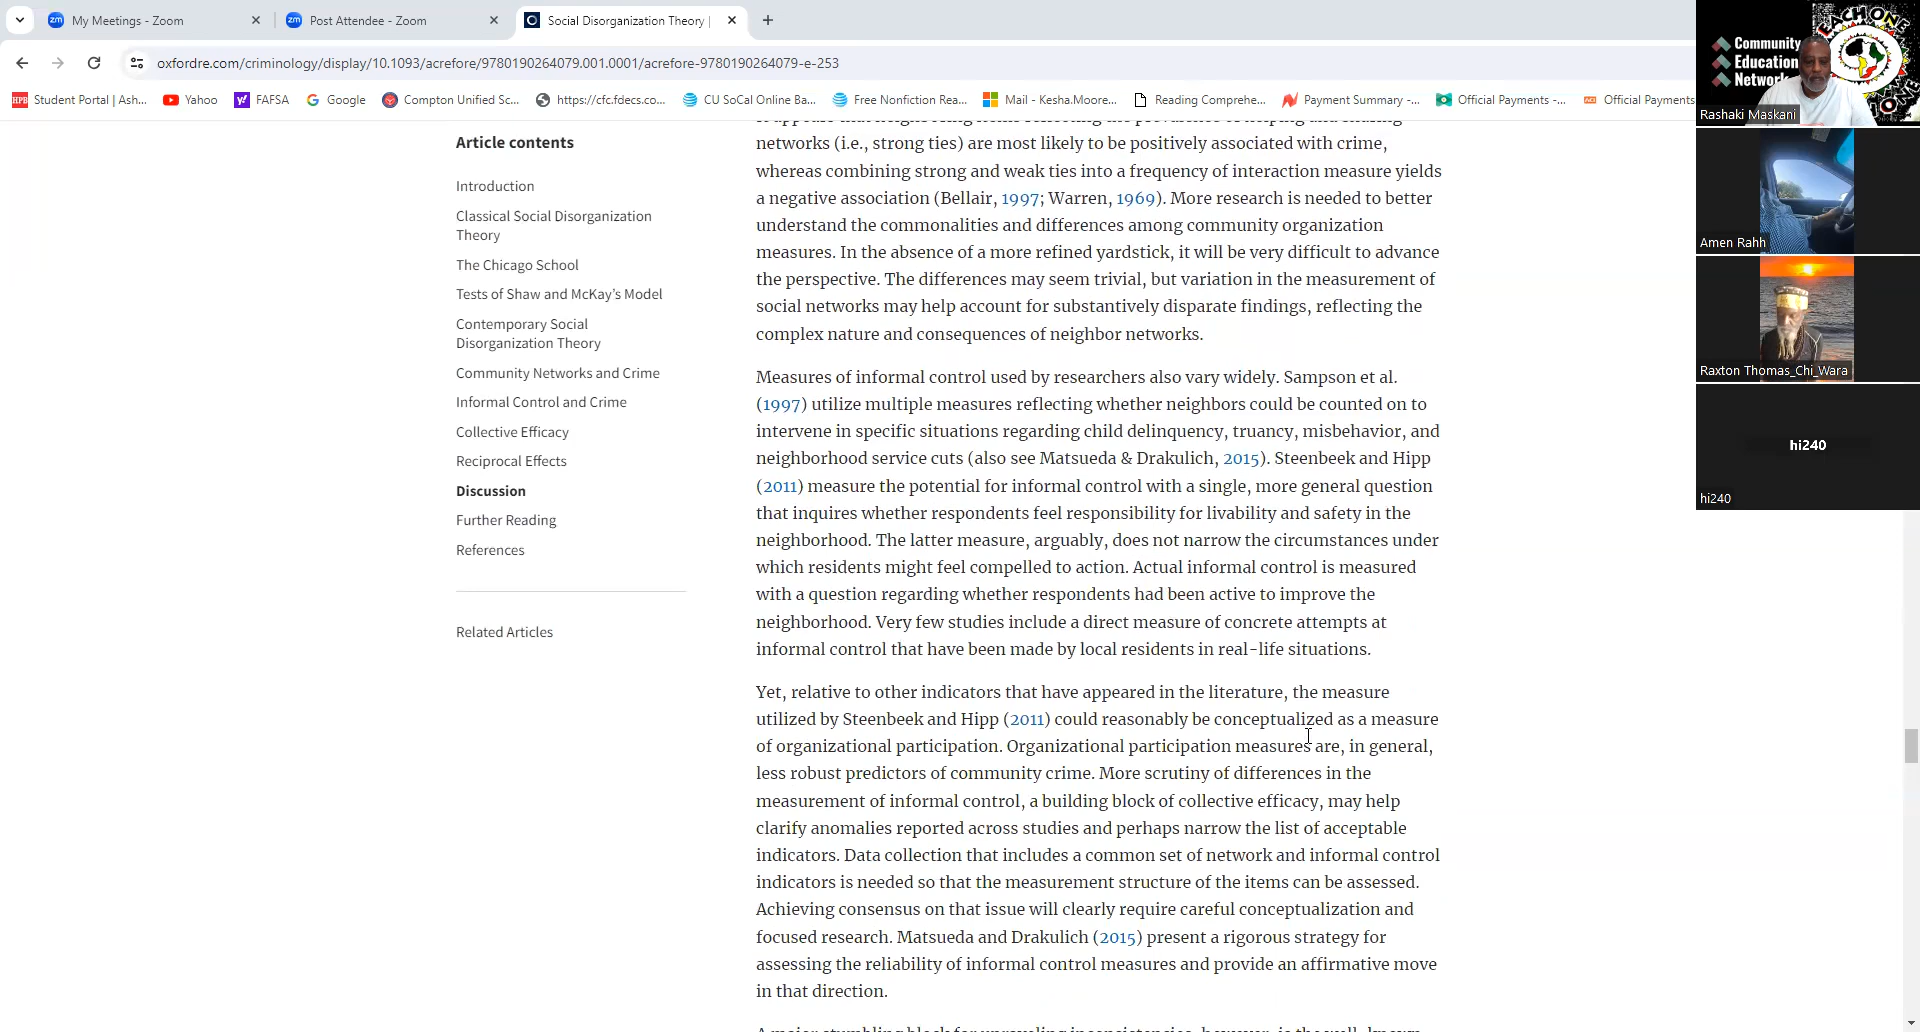 My Meetings - Zoom
Post Attendee - Zoom
Social Disorganization Theory |
oxfordre.com/criminology/display/10.1093/acrefore/9780190264079.001.0001/acrefore-9780190264079-e-253
Student Portal | Ash...
Yahoo
FAFSA
Google
Compton Unified Sc...
https://cfc.fdecs.co...
CU SoCal Online Ba...
Free Nonfiction Rea...
Mail - Kesha.Moore...
Reading Comprehe...
Payment Summary -...
Official Payments -...
Official Payments
Article contents
Introduction
Classical Social Disorganization
Theory
The Chicago School
Tests of Shaw and McKay’s Model
Contemporary Social
Disorganization Theory
Community Networks and Crime
Informal Control and Crime
Collective Efficacy
Reciprocal Effects
Discussion
Further Reading
References
Related Articles
networks (i.e., strong ties) are most likely to be positively associated with crime,
whereas combining strong and weak ties into a frequency of interaction measure yields
a negative association (Bellair, 1997; Warren, 1969). More research is needed to better
understand the commonalities and differences among community organization
measures. In the absence of a more refined yardstick, it will be very difficult to advance
the perspective. The differences may seem trivial, but variation in the measurement of
social networks may help account for substantively disparate findings, reflecting the
complex nature and consequences of neighbor networks.
Measures of informal control used by researchers also vary widely. Sampson et al.
(1997) utilize multiple measures reflecting whether neighbors could be counted on to
intervene in specific situations regarding child delinquency, truancy, misbehavior, and
neighborhood service cuts (also see Matsueda & Drakulich, 2015). Steenbeek and Hipp
(2011) measure the potential for informal control with a single, more general question
that inquires whether respondents feel responsibility for livability and safety in the
neighborhood. The latter measure, arguably, does not narrow the circumstances under
which residents might feel compelled to action. Actual informal control is measured
with a question regarding whether respondents had been active to improve the
neighborhood. Very few studies include a direct measure of concrete attempts at
informal control that have been made by local residents in real-life situations.
Yet, relative to other indicators that have appeared in the literature, the measure
utilized by Steenbeek and Hipp (2011) could reasonably be conceptualized as a measure
of organizational participation. Organizational participation measures are, in general,
less robust predictors of community crime. More scrutiny of differences in the
measurement of informal control, a building block of collective efficacy, may help
clarify anomalies reported across studies and perhaps narrow the list of acceptable
indicators. Data collection that includes a common set of network and informal control
indicators is needed so that the measurement structure of the items can be assessed.
Achieving consensus on that issue will clearly require careful conceptualization and
focused research. Matsueda and Drakulich (2015) present a rigorous strategy for
assessing the reliability of informal control measures and provide an affirmative move
in that direction.
Community
Education
Network
EACH ONE
Rashaki Maskani
Amen Rahh
Raxton Thomas_Chi_Wara
hi240
hi240